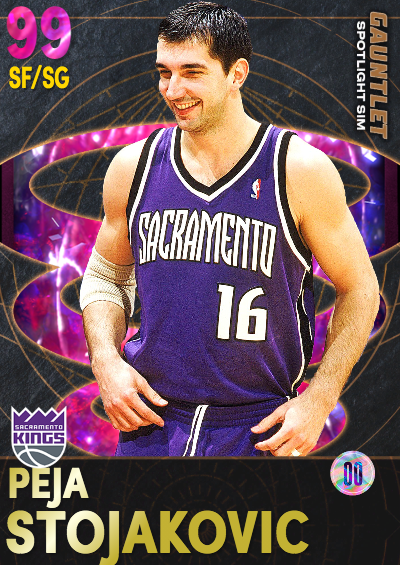 99
SF/SG
GAUNTLET
SPOTLIGHT SIM
SACRAMENTO
16
SACRAMENTO
KINGS
00
PEJA
STOJAKOVIC